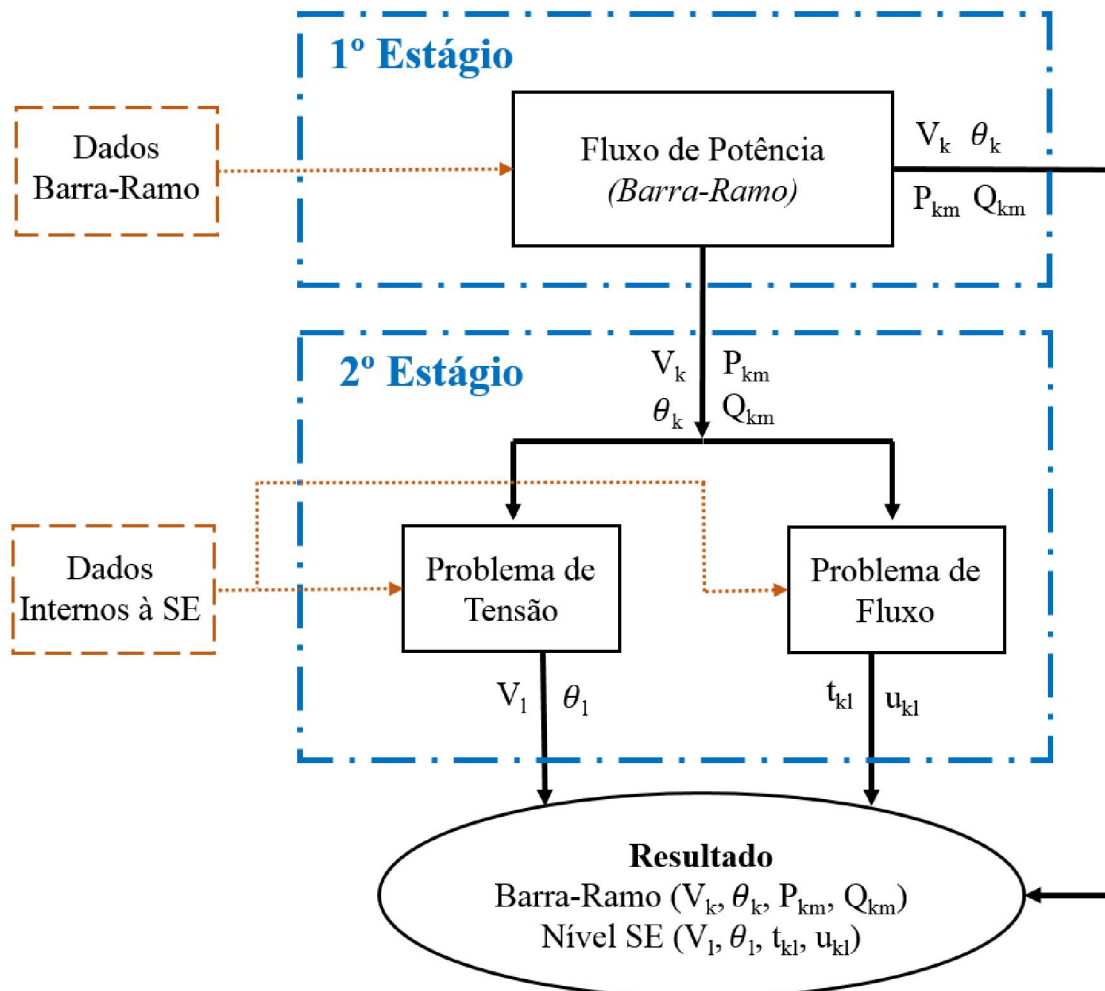 1º Estágio
Dados
Barra-Ramo
Fluxo de Potência
(Barra-Ramo)
Vₖ θₖ
Pₖₘ Qₖₘ
2º Estágio
Vₖ Pₖₘ
θₖ Qₖₘ
Dados
Internos à SE
Problema de
Tensão
Problema de
Fluxo
Vₗ θₗ
tₖₗ uₖₗ
Resultado
Barra-Ramo (Vₖ, θₖ, Pₖₘ, Qₖₘ)
Nível SE (Vₗ, θₗ, tₖₗ, uₖₗ)